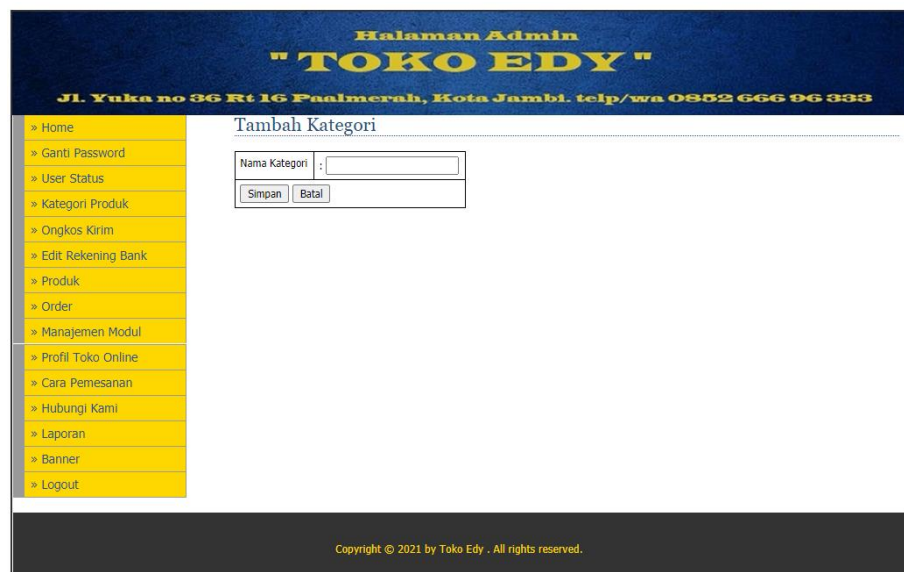 Halaman Admin
" TOKO EDY "
Jl. Yuka no 36 Rt 16 Paalmerah, Kota Jambi. telp/wa 0852 666 96 333
» Home
» Ganti Password
» User Status
» Kategori Produk
» Ongkos Kirim
» Edit Rekening Bank
» Produk
» Order
» Manajemen Modul
» Profil Toko Online
» Cara Pemesanan
» Hubungi Kami
» Laporan
» Banner
» Logout
Tambah Kategori
Nama Kategori :
Simpan Batal
Copyright © 2021 by Toko Edy . All rights reserved.